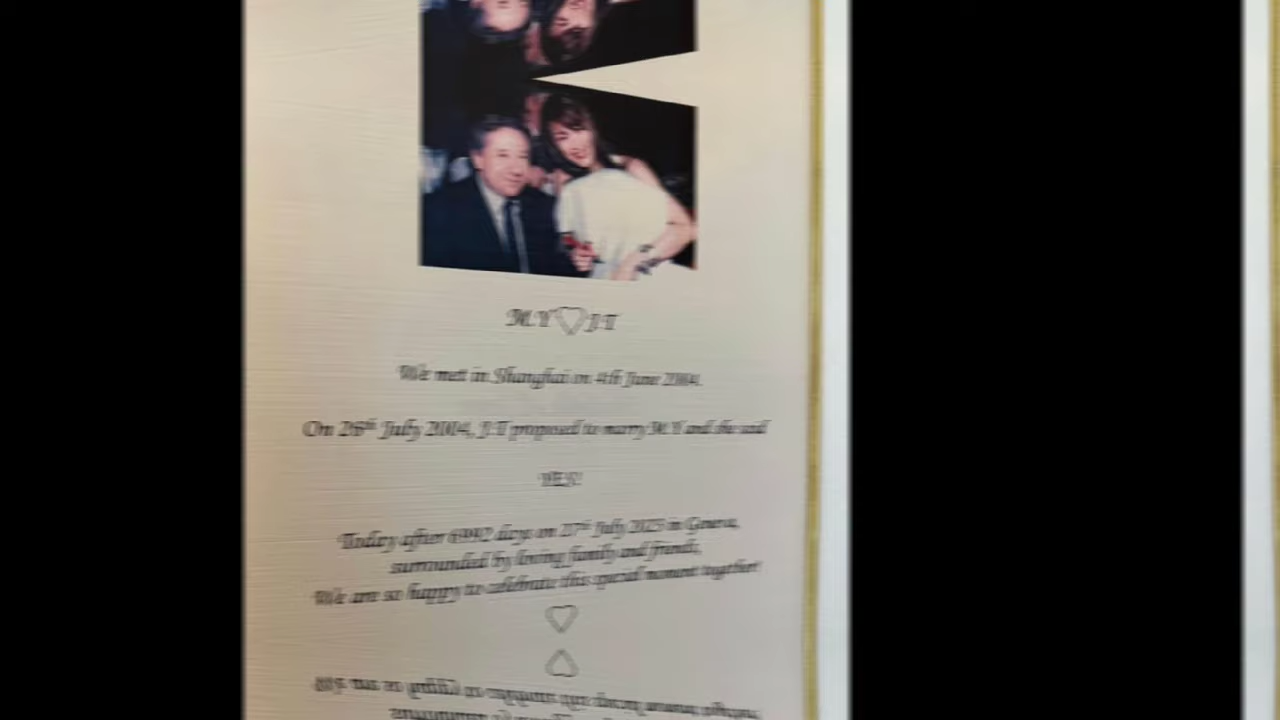 M.Y ♡ J.T
We met in Shanghai on 4th June 2004.
On 26th July 2004, J.T proposed to marry M.Y and she said
YES!
Today after 6992 days on 27th July 2023 in Geneva,
surrounded by loving family and friends,
We are so happy to celebrate this special moment together!